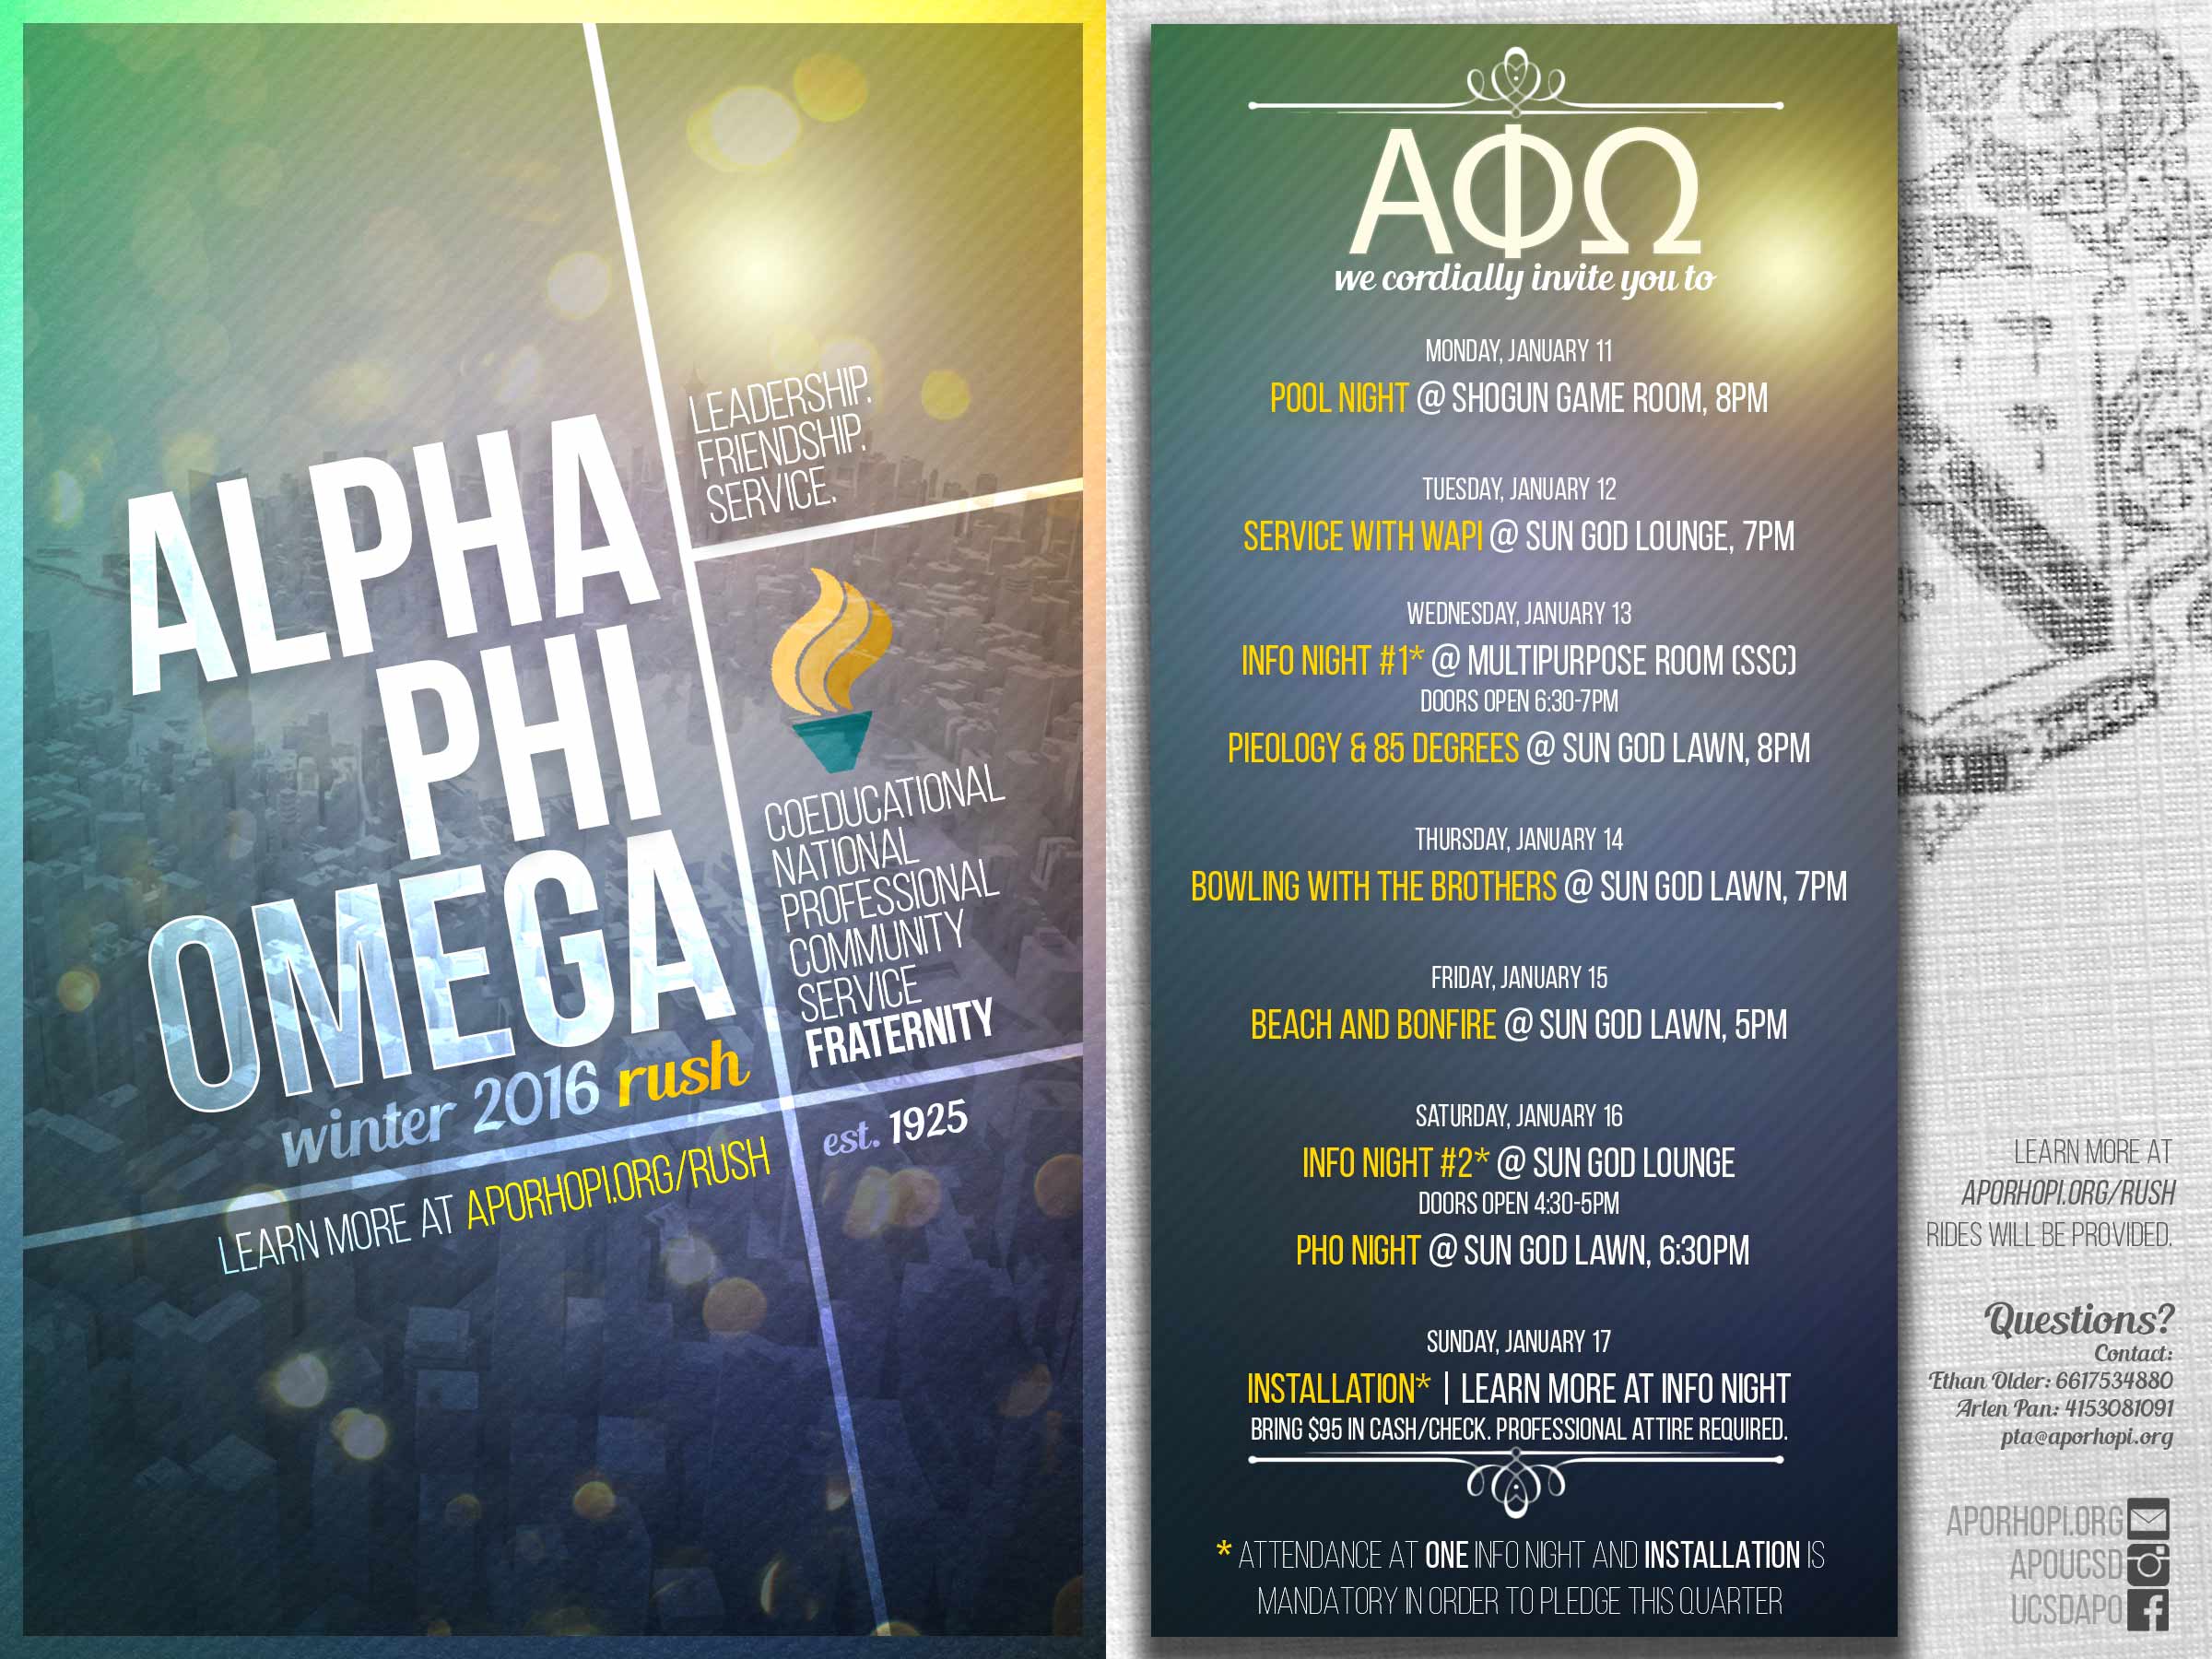 LEADERSHIP.
FRIENDSHIP.
SERVICE.
ALPHA
PHI
OMEGA
winter 2016 rush
LEARN MORE AT APORHOPI.ORG/RUSH
COEDUCATIONAL
NATIONAL
PROFESSIONAL
COMMUNITY
SERVICE
FRATERNITY
est. 1925
ΑΦΩ
we cordially invite you to
MONDAY, JANUARY 11
POOL NIGHT @ SHOGUN GAME ROOM, 8PM
TUESDAY, JANUARY 12
SERVICE WITH WAPI @ SUN GOD LOUNGE, 7PM
WEDNESDAY, JANUARY 13
INFO NIGHT #1* @ MULTIPURPOSE ROOM (SSC)
DOORS OPEN 6:30-7PM
PIEOLOGY & 85 DEGREES @ SUN GOD LAWN, 8PM
THURSDAY, JANUARY 14
BOWLING WITH THE BROTHERS @ SUN GOD LAWN, 7PM
FRIDAY, JANUARY 15
BEACH AND BONFIRE @ SUN GOD LAWN, 5PM
SATURDAY, JANUARY 16
INFO NIGHT #2* @ SUN GOD LOUNGE
DOORS OPEN 4:30-5PM
PHO NIGHT @ SUN GOD LAWN, 6:30PM
SUNDAY, JANUARY 17
INSTALLATION* | LEARN MORE AT INFO NIGHT
BRING $95 IN CASH/CHECK. PROFESSIONAL ATTIRE REQUIRED.
* ATTENDANCE AT ONE INFO NIGHT AND INSTALLATION IS
MANDATORY IN ORDER TO PLEDGE THIS QUARTER
LEARN MORE AT
APORHOPI.ORG/RUSH
RIDES WILL BE PROVIDED.
Questions?
Contact:
Ethan Older: 6617534880
Arlen Pan: 4153081091
pta@aporhopi.org
APORHOPI.ORG
APOUCSD
UCSDAPO